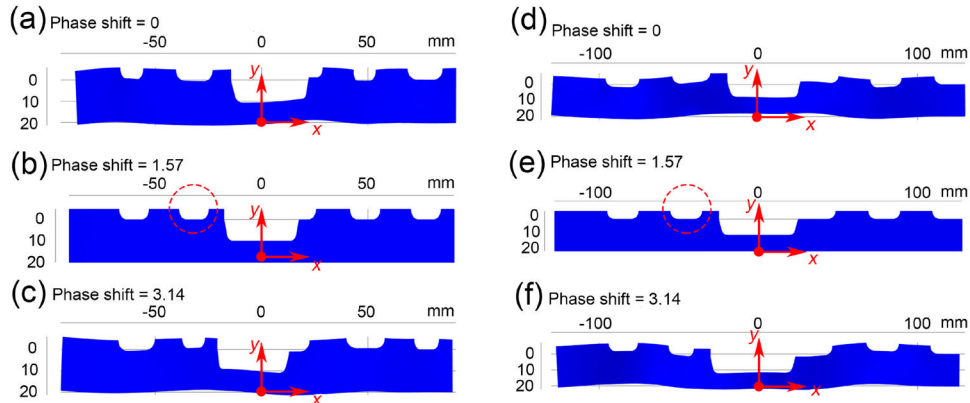 (a) Phase shift = 0
-50 0 50 mm
0
10
20
y
x
(b) Phase shift = 1.57
-50 0 50 mm
0
10
20
y
x
(c) Phase shift = 3.14
-50 0 50 mm
0
10
20
y
x
(d) Phase shift = 0
-100 0 100 mm
0
10
20
y
x
(e) Phase shift = 1.57
-100 0 100 mm
0
10
20
y
x
(f) Phase shift = 3.14
-100 0 100 mm
0
10
20
y
x